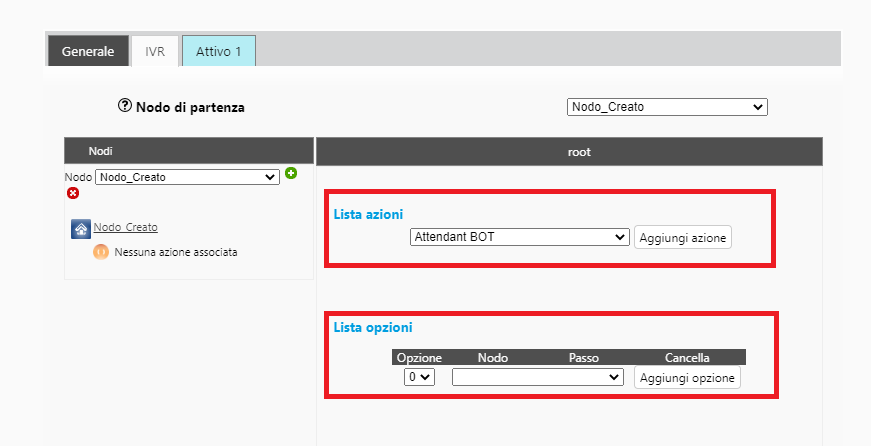 Generale IVR Attivo 1
? Nodo di partenza Nodo_Creato
Nodi
Nodo Nodo_Creato
Nodo_Creato
Nessuna azione associata
root
Lista azioni
Attendant BOT Aggiungi azione
Lista opzioni
Opzione Nodo Passo Cancella
0 Aggiungi opzione